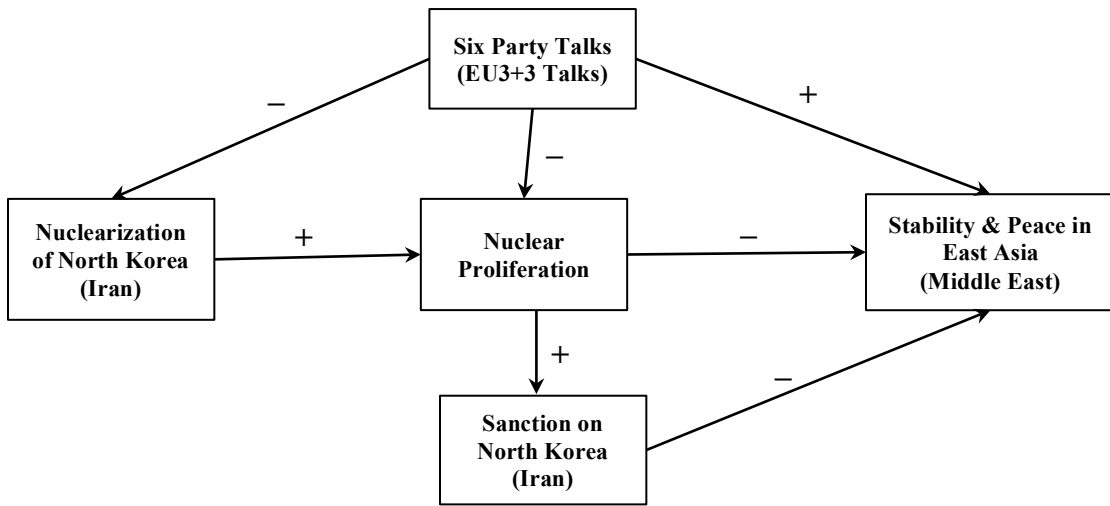 Six Party Talks
(EU3+3 Talks)
−
−
+
Nuclearization
of North Korea
(Iran)
+
Nuclear
Proliferation
−
Stability & Peace in
East Asia
(Middle East)
+
−
Sanction on
North Korea
(Iran)